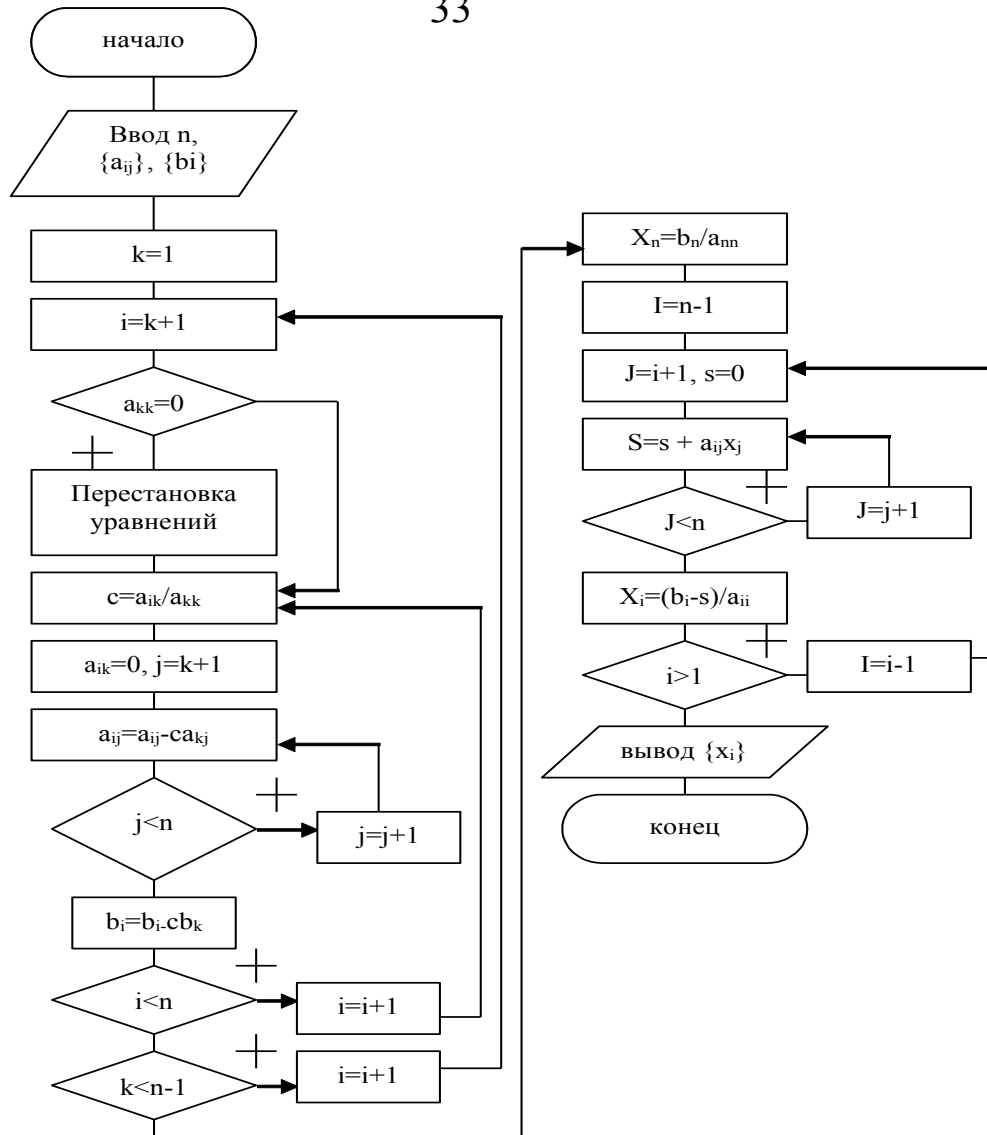 33
начало
Ввод n,
{aᵢⱼ}, {bi}
k=1
i=k+1
aₖₖ=0
Перестановка
уравнений
c=aᵢₖ/aₖₖ
aᵢₖ=0, j=k+1
aᵢⱼ=aᵢⱼ-caₖⱼ
j<n
j=j+1
bᵢ=bᵢ-cbₖ
i<n
i=i+1
k<n-1
i=i+1
Xₙ=bₙ/aₙₙ
I=n-1
J=i+1, s=0
S=s + aᵢⱼxⱼ
J<n
J=j+1
Xᵢ=(bᵢ-s)/aᵢᵢ
i>1
I=i-1
вывод {xᵢ}
конец